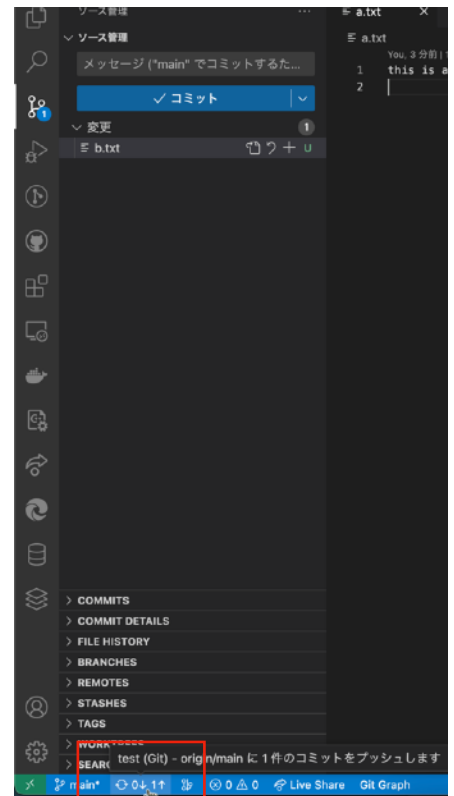 ソース管理 ···
a.txt ×
ソース管理
a.txt
メッセージ ("main" でコミットするた...
You, 3 分前 | 1
1 this is a
2
コミット
変更 1
b.txt U
COMMITS
COMMIT DETAILS
FILE HISTORY
BRANCHES
REMOTES
STASHES
TAGS
test (Git) - origin/main に 1 件のコミットをプッシュします
main* 0↓ 1↑ 0 0 Live Share Git Graph